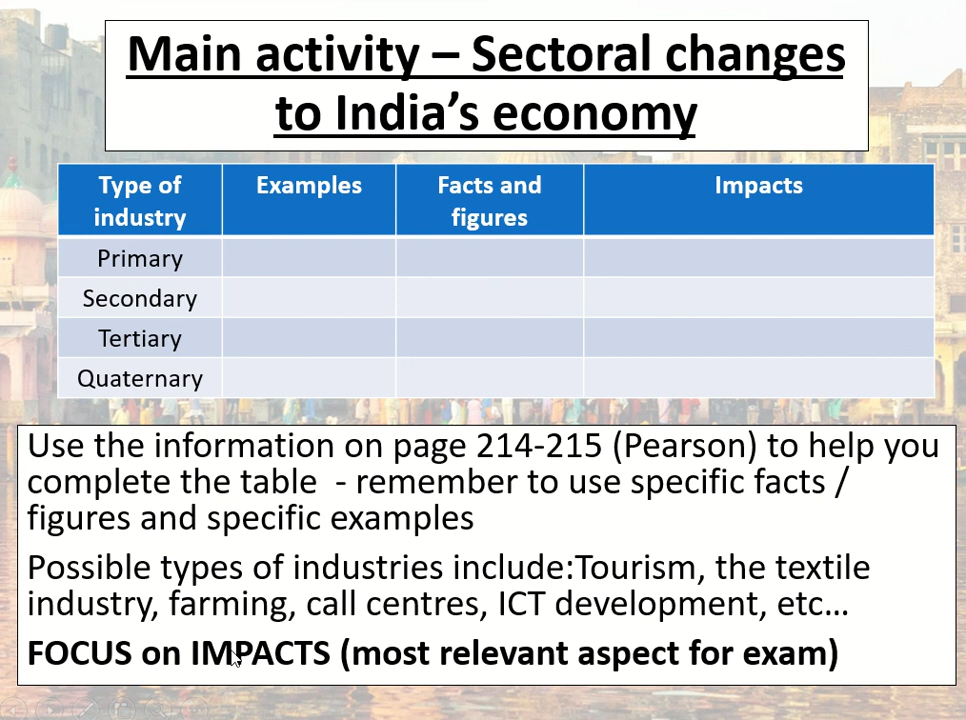 Main activity – Sectoral changes
to India's economy
Type of
industry
Examples
Facts and
figures
Impacts
Primary
Secondary
Tertiary
Quaternary
Use the information on page 214-215 (Pearson) to help you
complete the table - remember to use specific facts /
figures and specific examples
Possible types of industries include:Tourism, the textile
industry, farming, call centres, ICT development, etc...
FOCUS on IMPACTS (most relevant aspect for exam)